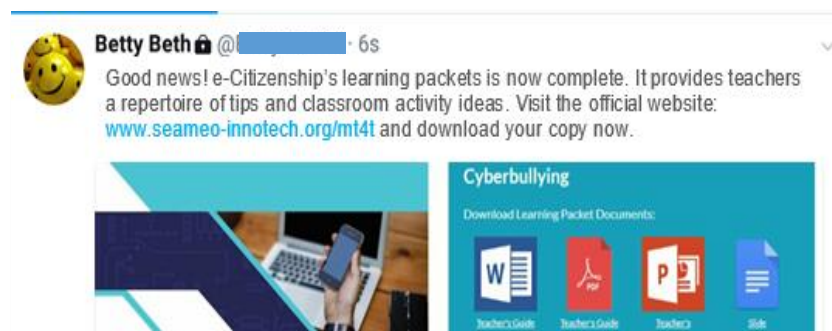 Betty Beth @ · 6s
Good news! e-Citizenship's learning packets is now complete. It provides teachers
a repertoire of tips and classroom activity ideas. Visit the official website:
www.seameo-innotech.org/mt4t and download your copy now.
Cyberbullying
Download Learning Packet Documents:
W PDF P
Teacher's Guide Teacher's Guide Teacher's Slide